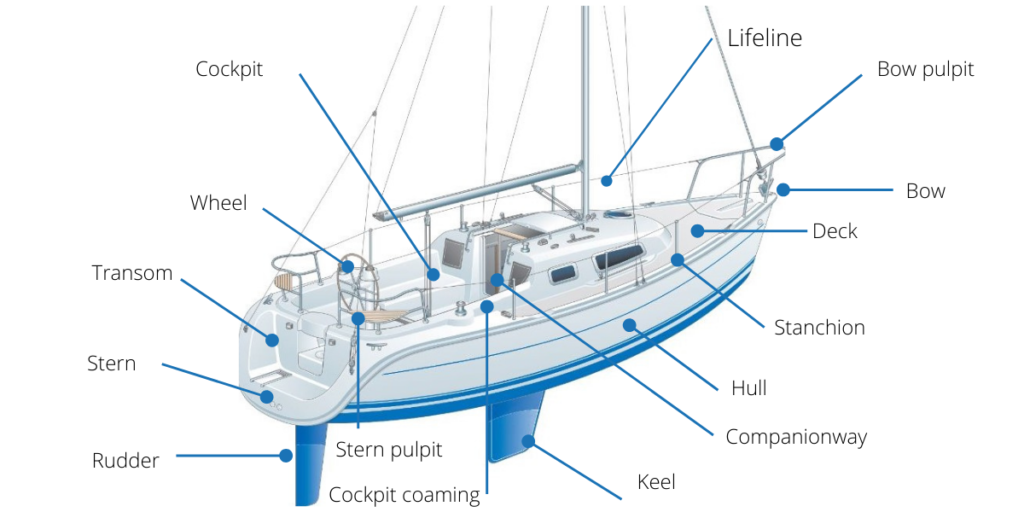 Lifeline
Cockpit
Bow pulpit
Wheel
Bow
Deck
Transom
Stanchion
Stern
Hull
Companionway
Stern pulpit
Rudder
Keel
Cockpit coaming